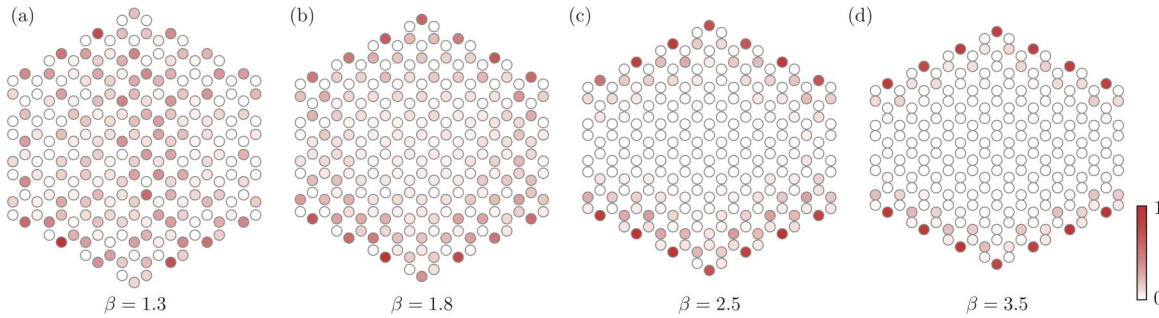 (a)
(b)
(c)
(d)
1
0
β = 1.3
β = 1.8
β = 2.5
β = 3.5